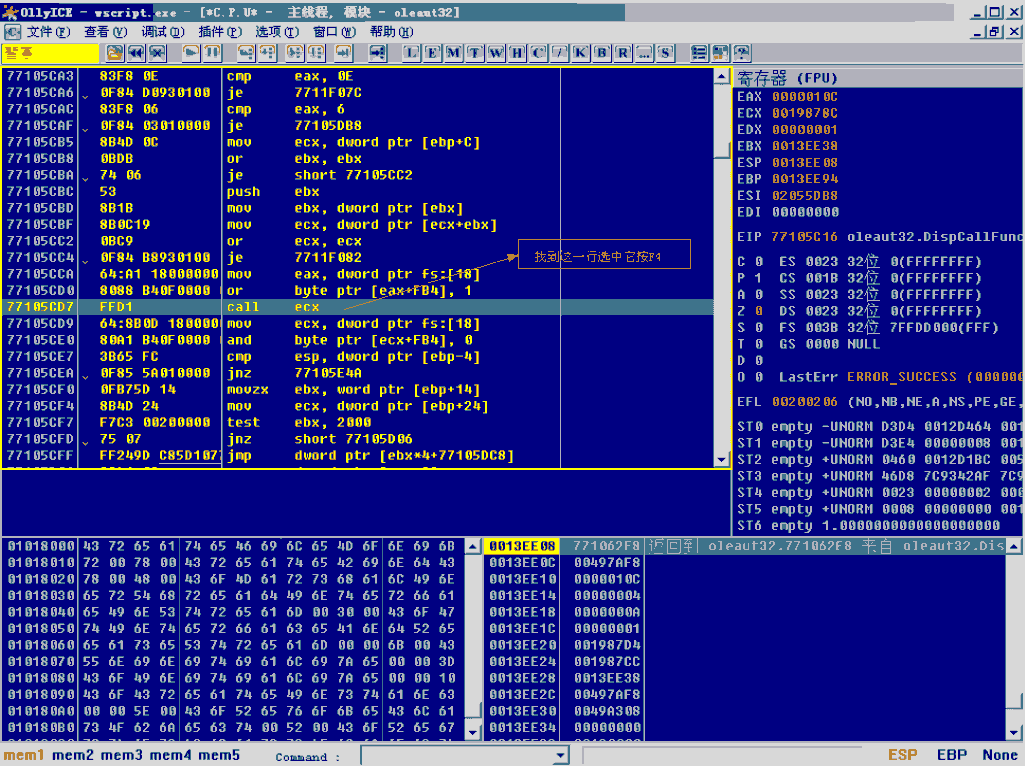 OllyICE - wscript.exe - [*C.P.U* - 主线程, 模块 - oleaut32]
文件(F) 查看(V) 调试(D) 插件(P) 选项(T) 窗口(W) 帮助(H)
暂停 L E M T W H C / K B R ... S
77105CA3 83F8 0E cmp eax, 0E
77105CA6 0F84 D0930100 je 7711F07C
77105CAC 83F8 06 cmp eax, 6
77105CAF 0F84 03010000 je 77105DB8
77105CB5 8B4D 0C mov ecx, dword ptr [ebp+C]
77105CB8 0BDB or ebx, ebx
77105CBA 74 06 je short 77105CC2
77105CBC 53 push ebx
77105CBD 8B1B mov ebx, dword ptr [ebx]
77105CBF 8B0C19 mov ecx, dword ptr [ecx+ebx]
77105CC2 0BC9 or ecx, ecx
77105CC4 0F84 B8930100 je 7711F082
77105CCA 64:A1 18000000 mov eax, dword ptr fs:[18]
77105CD0 8088 B40F0000 or byte ptr [eax+FB4], 1
77105CD7 FFD1 call ecx
77105CD9 64:8B0D 180000 mov ecx, dword ptr fs:[18]
77105CE0 80A1 B40F0000 and byte ptr [ecx+FB4], 0
77105CE7 3B65 FC cmp esp, dword ptr [ebp-4]
77105CEA 0F85 5A010000 jnz 77105E4A
77105CF0 0FB75D 14 movzx ebx, word ptr [ebp+14]
77105CF4 8B4D 24 mov ecx, dword ptr [ebp+24]
77105CF7 F7C3 00200000 test ebx, 2000
77105CFD 75 07 jnz short 77105D06
77105CFF FF249D C85D107 jmp dword ptr [ebx*4+77105DC8]
找到这一行选中它按F4
寄存器 (FPU)
EAX 0000010C
ECX 0019878C
EDX 00000001
EBX 0013EE38
ESP 0013EE08
EBP 0013EE94
ESI 02055DB8
EDI 00000000
EIP 77105C16 oleaut32.DispCallFunc
C 0 ES 0023 32位 0(FFFFFFFF)
P 1 CS 001B 32位 0(FFFFFFFF)
A 0 SS 0023 32位 0(FFFFFFFF)
Z 0 DS 0023 32位 0(FFFFFFFF)
S 0 FS 003B 32位 7FFDD000(FFF)
T 0 GS 0000 NULL
D 0
O 0 LastErr ERROR_SUCCESS (000000
EFL 00200206 (NO,NB,NE,A,NS,PE,GE,
ST0 empty -UNORM D3D4 0012D464 001
ST1 empty -UNORM D3E4 00000008 001
ST2 empty +UNORM 0460 0012D1BC 005
ST3 empty +UNORM 46D8 7C9342AF 7C9
ST4 empty +UNORM 0023 00000002 000
ST5 empty +UNORM 0008 00000000 001
ST6 empty 1.0000000000000000000
01018000 43 72 65 61 74 65 46 69 6C 65 4D 6F 6E 69 6B
01018010 72 00 78 00 43 72 65 61 74 65 42 69 6E 64 43
01018020 78 00 48 00 43 6F 4D 61 72 73 68 61 6C 49 6E
01018030 65 72 54 68 72 65 61 64 49 6E 74 65 72 66 61
01018040 65 49 6E 53 74 72 65 61 6D 00 30 00 43 6F 47
01018050 74 49 6E 74 65 72 66 61 63 65 41 6E 64 52 65
01018060 65 61 73 65 53 74 72 65 61 6D 00 00 6B 00 43
01018070 55 6E 69 6E 69 74 69 61 6C 69 7A 65 00 00 3D
01018080 43 6F 49 6E 69 74 69 61 6C 69 7A 65 00 00 10
01018090 43 6F 43 72 65 61 74 65 49 6E 73 74 61 6E 63
010180A0 00 00 5E 00 43 6F 52 65 76 6F 6B 65 43 6C 61
010180B0 73 4F 62 6A 65 63 74 00 52 00 43 6F 52 65 67
0013EE08 771062F8 返回到 oleaut32.771062F8 来自 oleaut32.Dis
0013EE0C 00497AF8
0013EE10 0000010C
0013EE14 00000004
0013EE18 0000000A
0013EE1C 00000001
0013EE20 001987D4
0013EE24 001987CC
0013EE28 0013EE38
0013EE2C 00497AF8
0013EE30 0049A308
0013EE34 00000000
mem1 mem2 mem3 mem4 mem5 Command : ESP EBP None